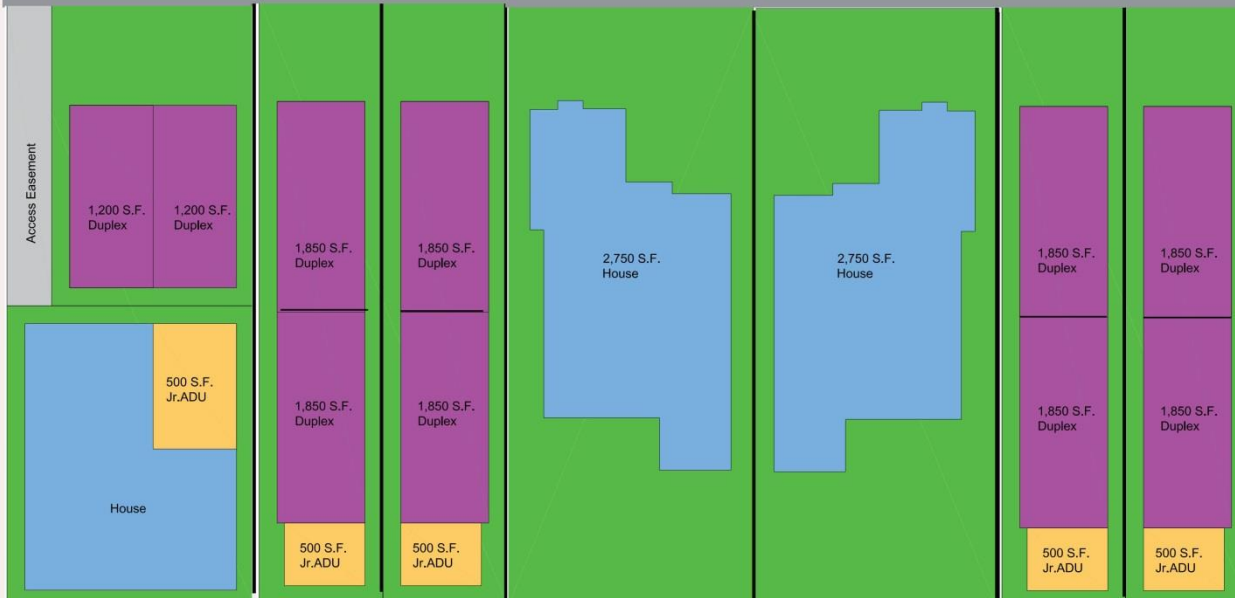 Access Easement
1,200 S.F.
Duplex
1,200 S.F.
Duplex
500 S.F.
Jr.ADU
House
1,850 S.F.
Duplex
1,850 S.F.
Duplex
500 S.F.
Jr.ADU
1,850 S.F.
Duplex
1,850 S.F.
Duplex
500 S.F.
Jr.ADU
2,750 S.F.
House
2,750 S.F.
House
1,850 S.F.
Duplex
1,850 S.F.
Duplex
500 S.F.
Jr.ADU
1,850 S.F.
Duplex
1,850 S.F.
Duplex
500 S.F.
Jr.ADU